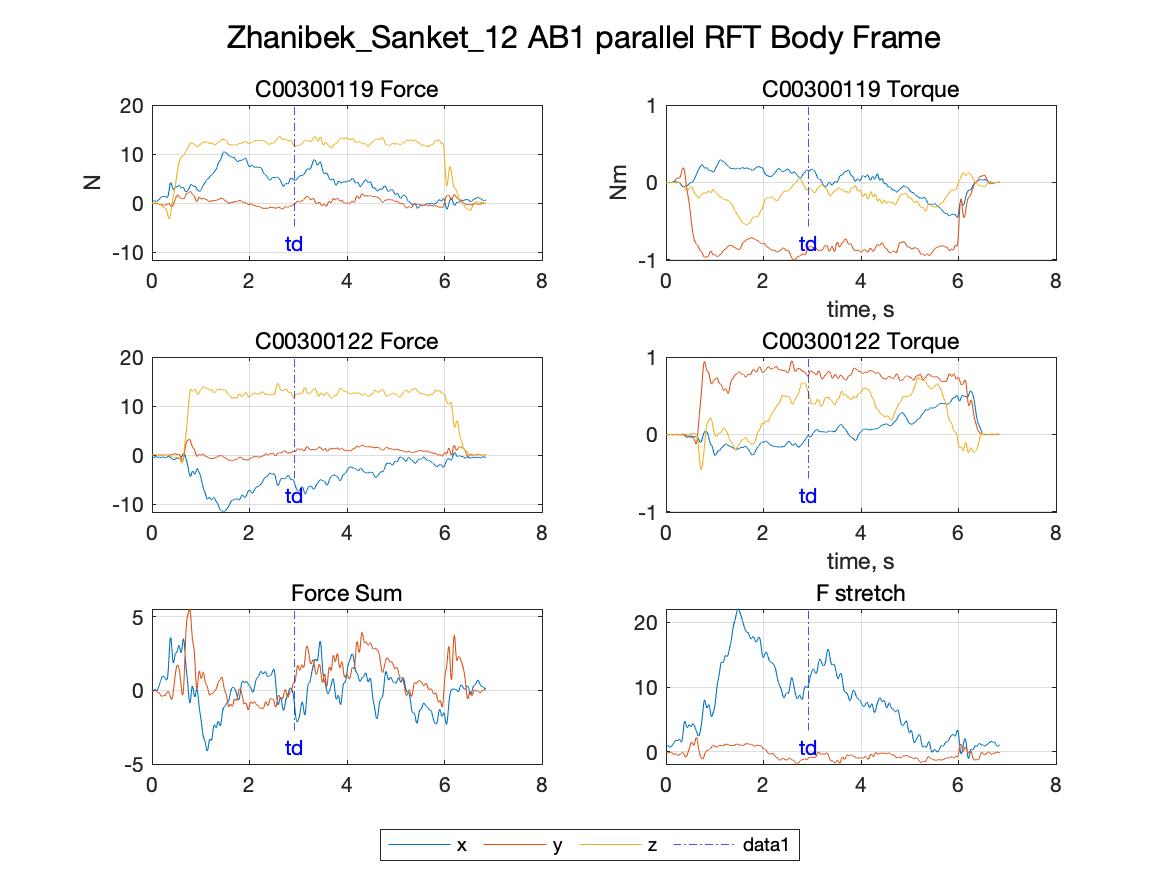 Zhanibek_Sanket_12 AB1 parallel RFT Body Frame
C00300119 Force
20
10
0
-10
N
td
0 2 4 6 8
C00300119 Torque
1
0
-1
Nm
td
0 2 4 6 8
time, s
C00300122 Force
20
10
0
-10
td
0 2 4 6 8
C00300122 Torque
1
0
-1
td
0 2 4 6 8
time, s
Force Sum
5
0
-5
td
0 2 4 6 8
F stretch
20
10
0
td
0 2 4 6 8
x y z data1